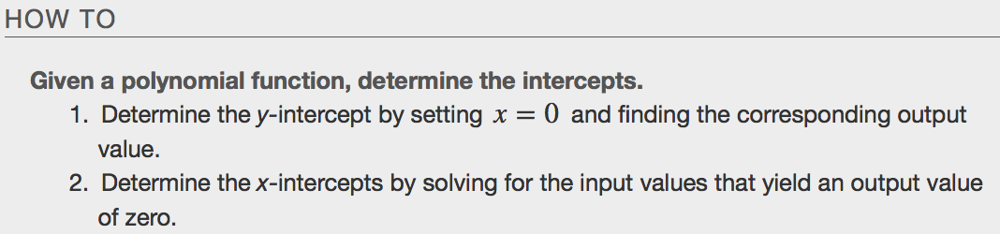 HOW TO
Given a polynomial function, determine the intercepts.
1. Determine the y-intercept by setting x = 0 and finding the corresponding output
value.
2. Determine the x-intercepts by solving for the input values that yield an output value
of zero.